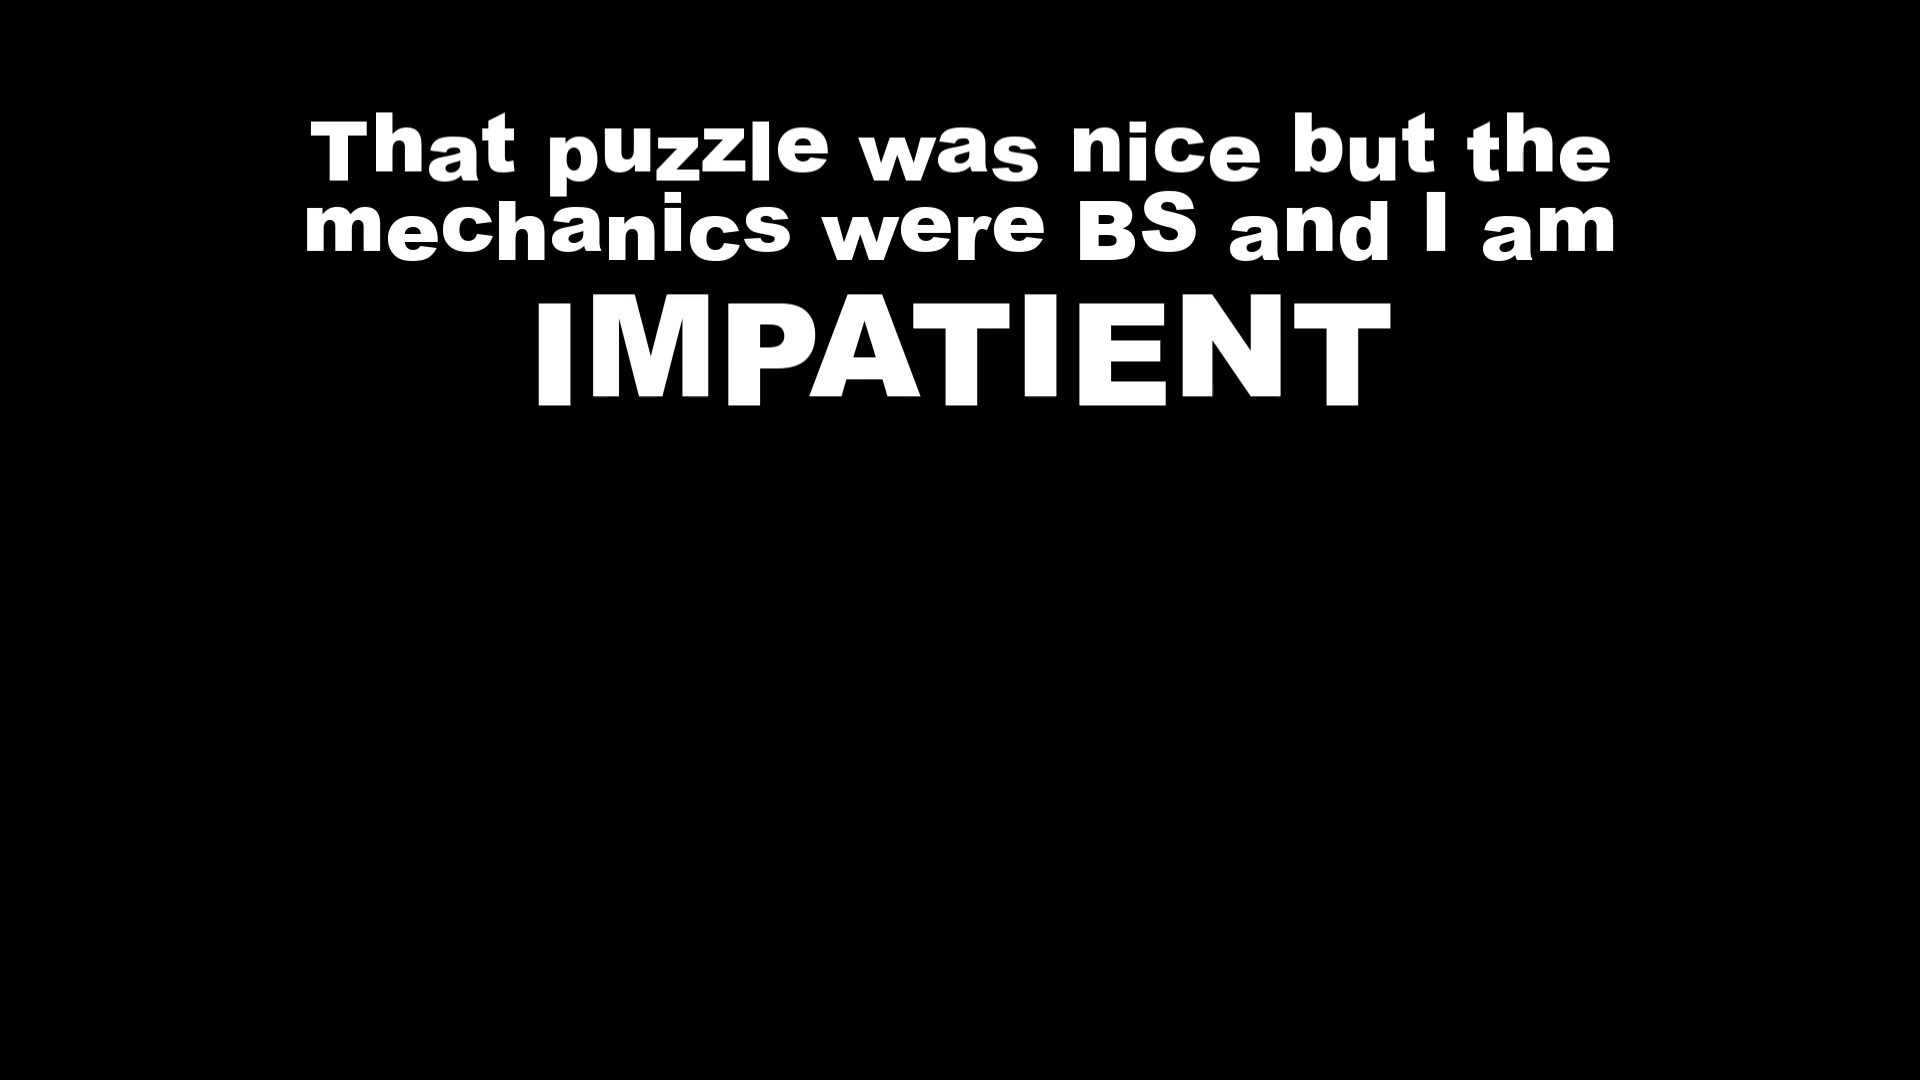 That puzzle was nice but the
mechanics were BS and I am
IMPATIENT